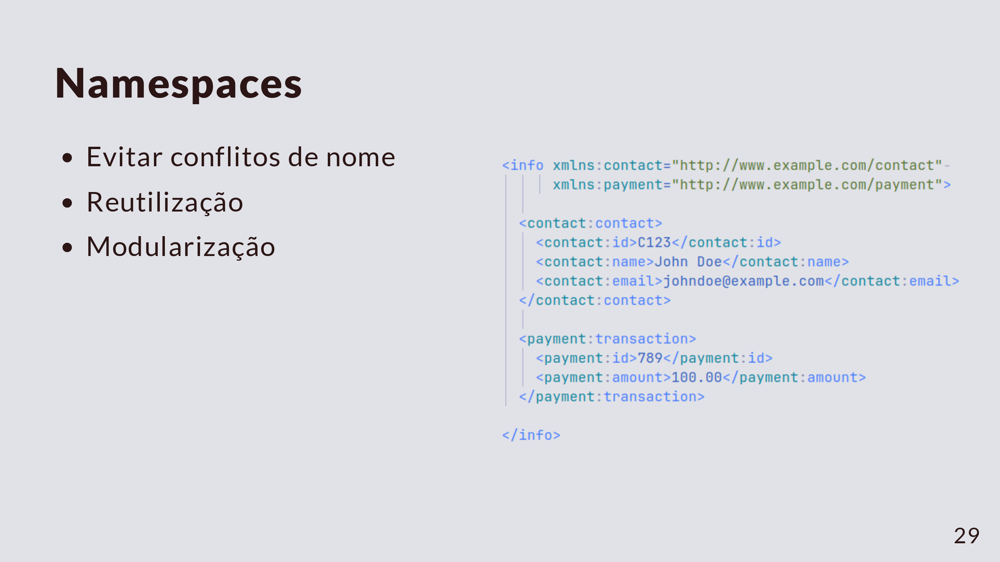 Namespaces
• Evitar conflitos de nome
• Reutilização
• Modularização
<info xmlns:contact="http://www.example.com/contact"-
xmlns:payment="http://www.example.com/payment">
<contact:contact>
<contact:id>C123</contact:id>
<contact:name>John Doe</contact:name>
<contact:email>johndoe@example.com</contact:email>
</contact:contact>
<payment:transaction>
<payment:id>789</payment:id>
<payment:amount>100.00</payment:amount>
</payment:transaction>
</info>
29